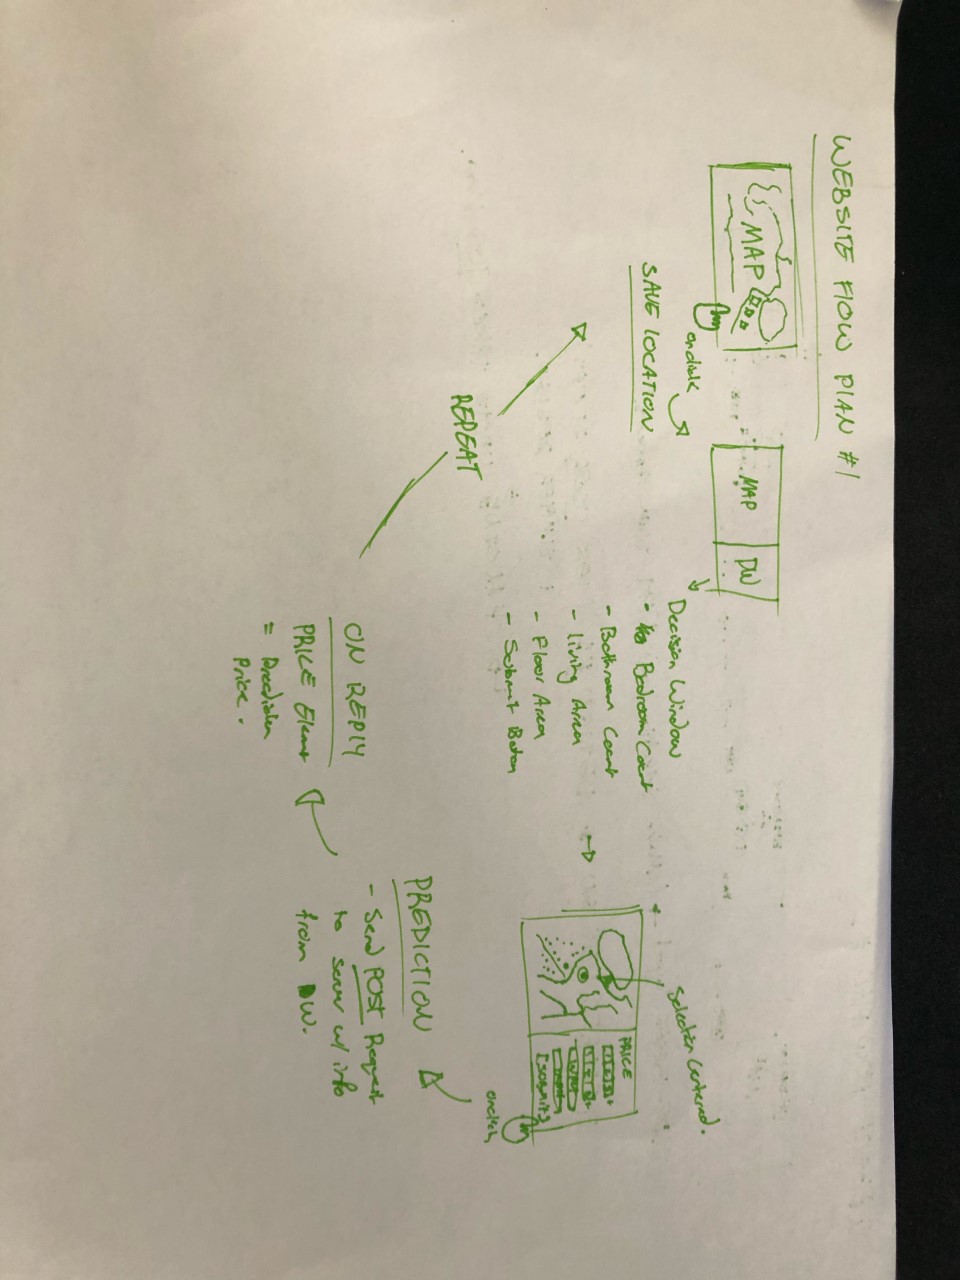 WEBSITE FLOW PLAN #1
MAP
onclick
SAVE LOCATION
MAP
DW
Decision Window
- Bedroom Count
- Bathroom Count
- living Area
- Floor Area
- Submit Button
Selection Centered.
PRICE
[SUBMIT]
onclick
PREDICTION
- Send POST Request
to server w/ info
from DW.
ON REPLY
PRICE Element
= Prediction
Price.
REPEAT